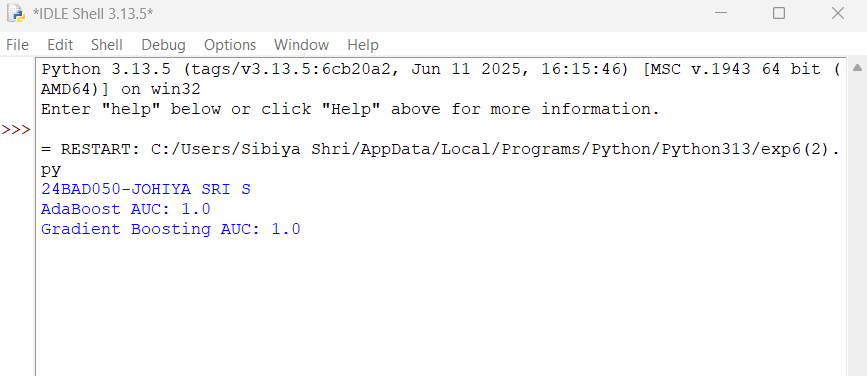 *IDLE Shell 3.13.5*
File Edit Shell Debug Options Window Help
Python 3.13.5 (tags/v3.13.5:6cb20a2, Jun 11 2025, 16:15:46) [MSC v.1943 64 bit (
AMD64)] on win32
Enter "help" below or click "Help" above for more information.
>>>
= RESTART: C:/Users/Sibiya Shri/AppData/Local/Programs/Python/Python313/exp6(2).
py
24BAD050-JOHIYA SRI S
AdaBoost AUC: 1.0
Gradient Boosting AUC: 1.0